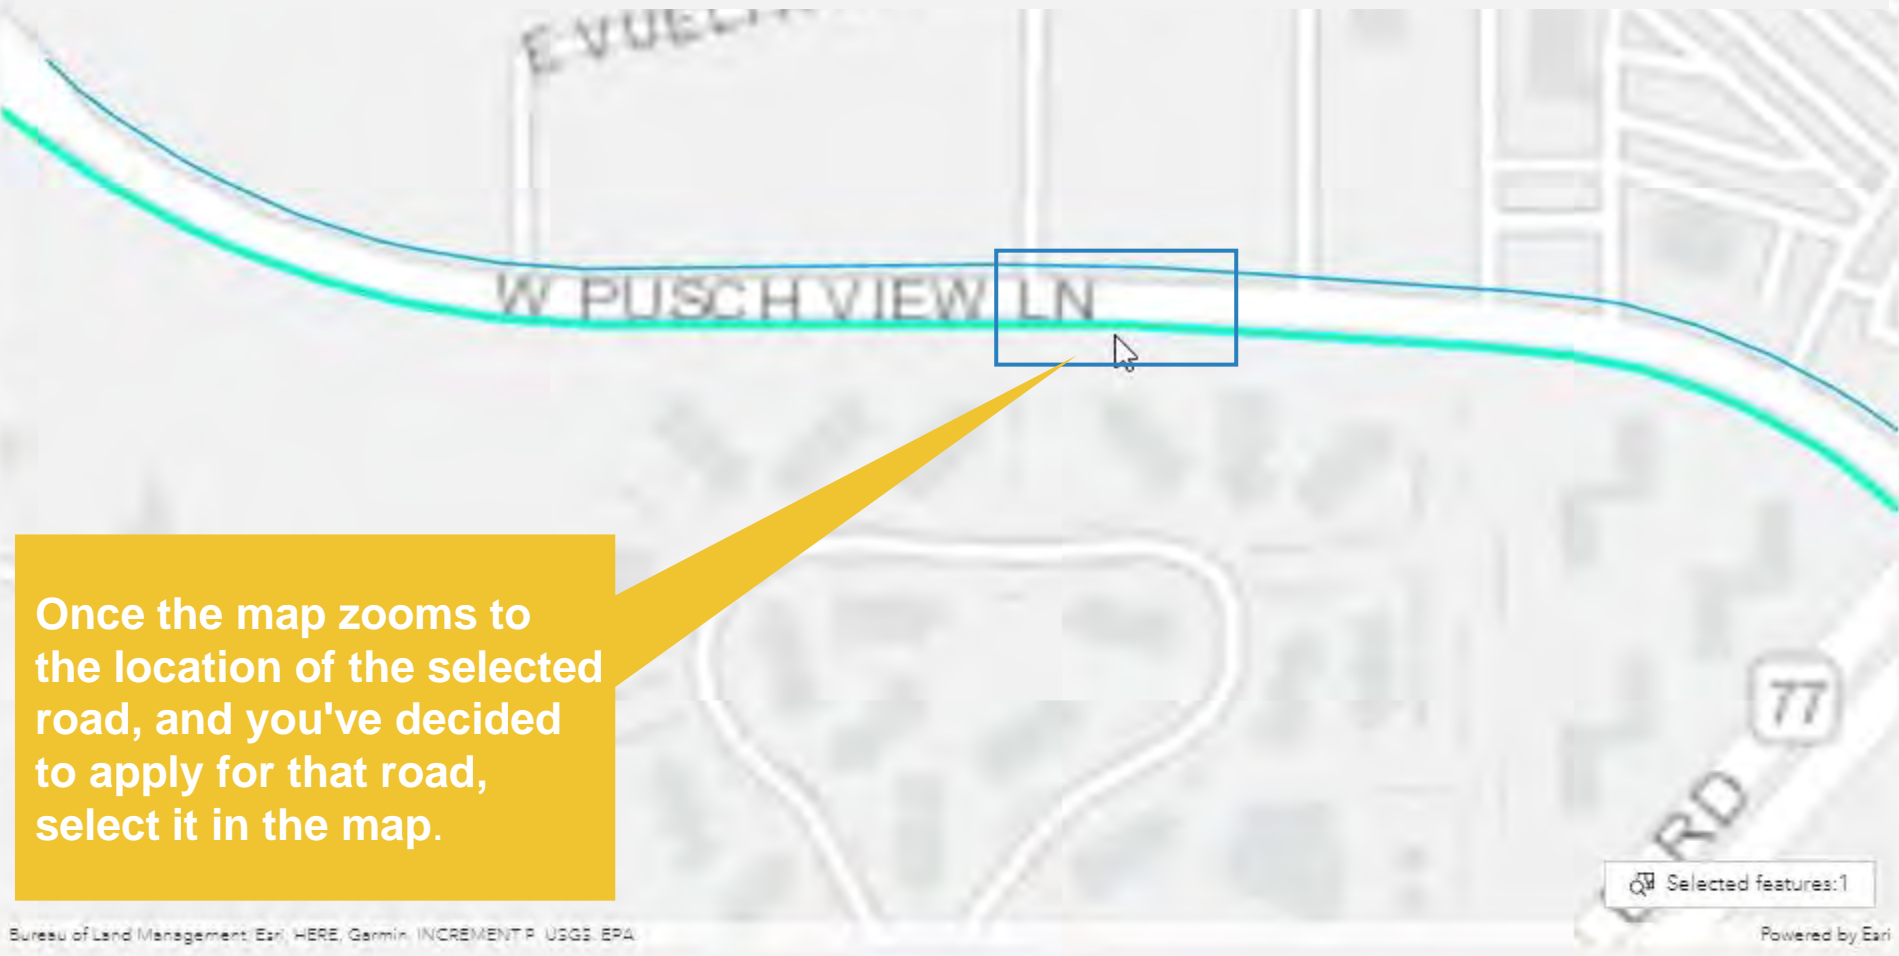 W PUSCH VIEW LN
Once the map zooms to
the location of the selected
road, and you've decided
to apply for that road,
select it in the map.
77
RD
Selected features:1
Bureau of Land Management, Esri, HERE, Garmin, INCREMENT P, USGS, EPA
Powered by Esri